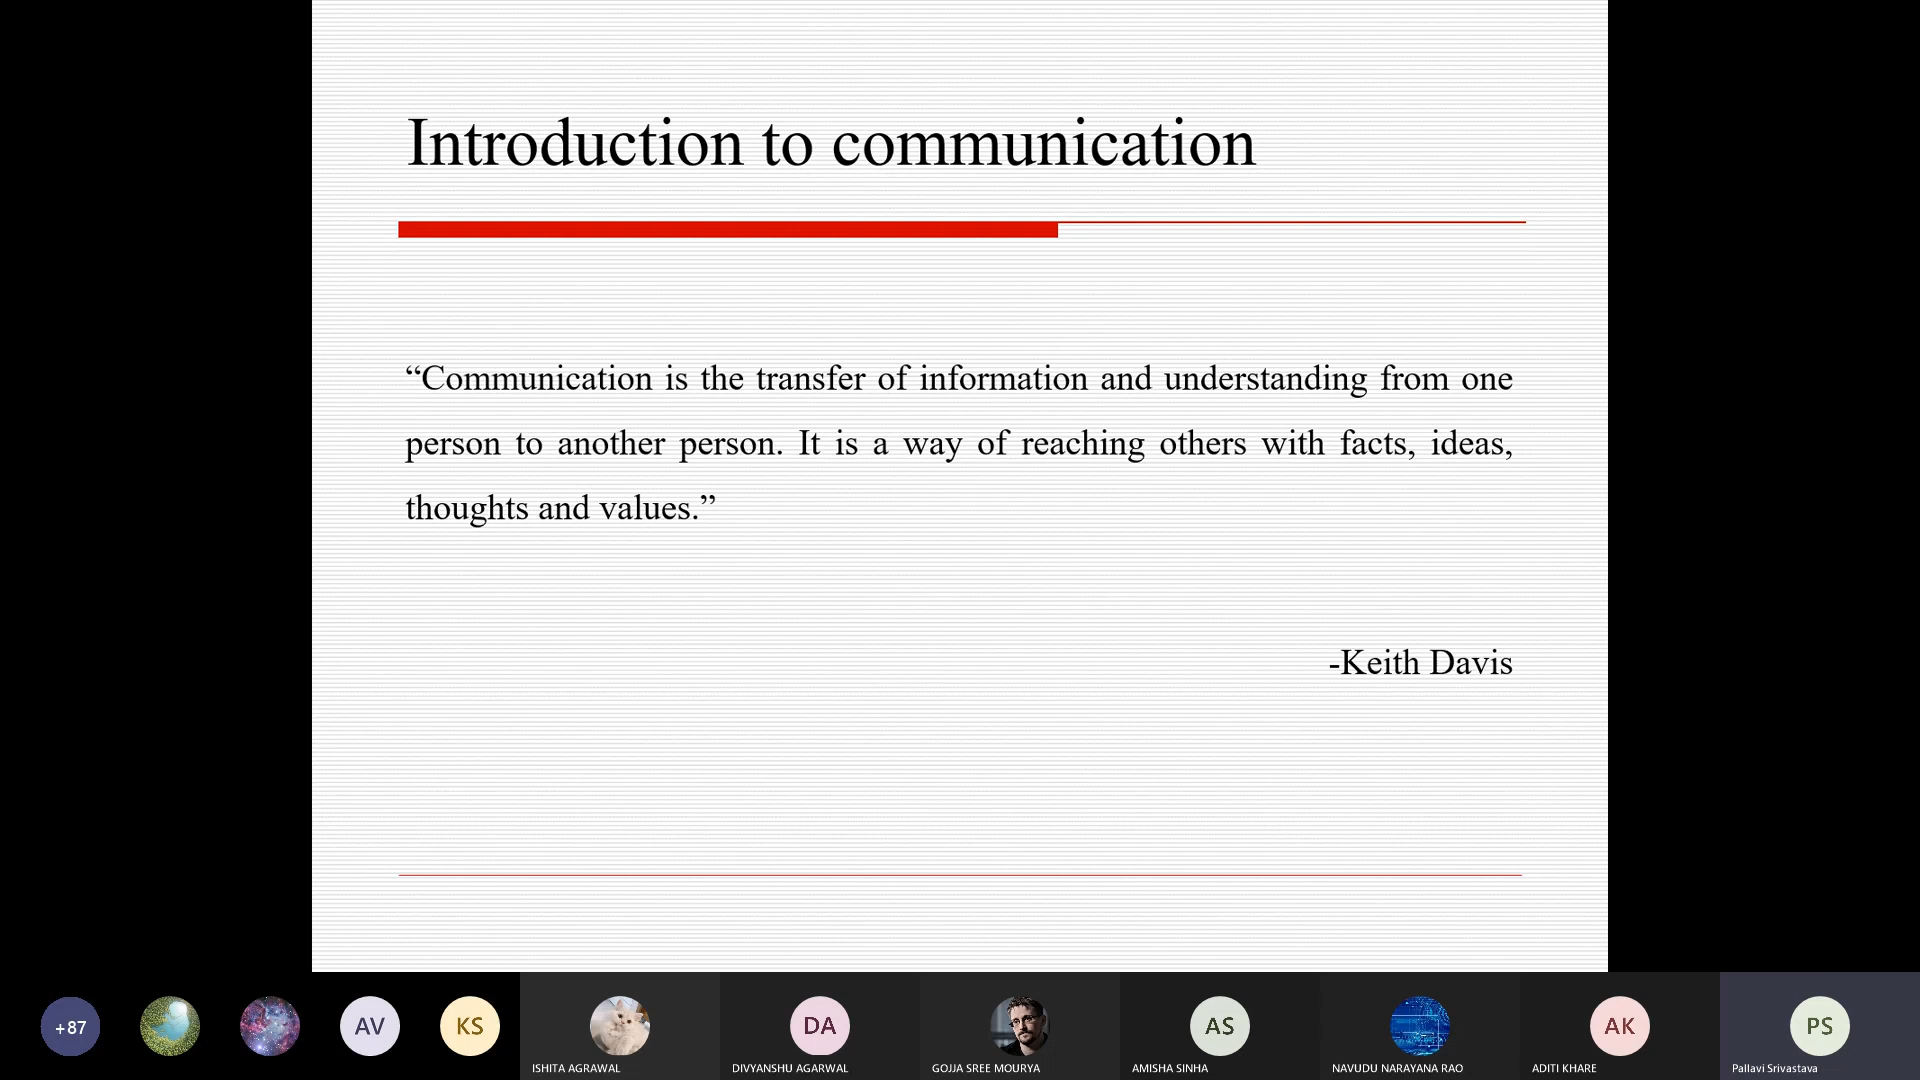 Introduction to communication
“Communication is the transfer of information and understanding from one
person to another person. It is a way of reaching others with facts, ideas,
thoughts and values.”
-Keith Davis
+87
AV
KS
ISHITA AGRAWAL
DA
DIVYANSHU AGARWAL
GOJJA SREE MOURYA
AS
AMISHA SINHA
NAVUDU NARAYANA RAO
AK
ADITI KHARE
PS
Pallavi Srivastava